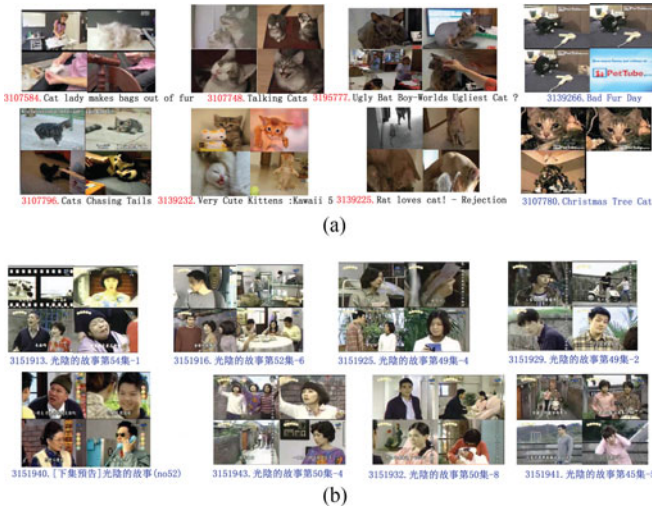 3107584. Cat lady makes bags out of fur
3107748. Talking Cats
3195777. Ugly Bat Boy-Worlds Ugliest Cat ?
3139266. Bad Fur Day
PetTube
3107796. Cats Chasing Tails
3139232. Very Cute Kittens :Kawaii 5
3139225. Rat loves cat! - Rejection
3107780. Christmas Tree Cat
(a)
3151913. 光陰的故事第54集-1
3151916. 光陰的故事第52集-6
3151925. 光陰的故事第49集-4
3151929. 光陰的故事第49集-2
3151940. [下集預告]光陰的故事(no52)
3151943. 光陰的故事第50集-4
3151932. 光陰的故事第50集-8
3151941. 光陰的故事第45集-
(b)